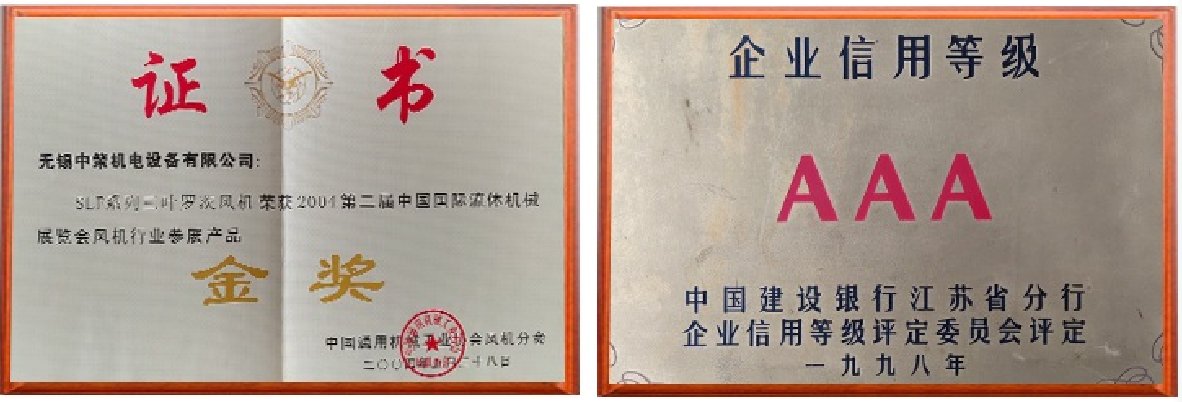 证 书
无锡中策机电设备有限公司:
SLF系列三叶罗茨风机荣获2004第二届中国国际流体机械
展览会风机行业参展产品
金 奖
中国通用机械工业协会风机分会
企业信用等级
AAA
中国建设银行江苏省分行
企业信用等级评定委员会评定
一九九八年